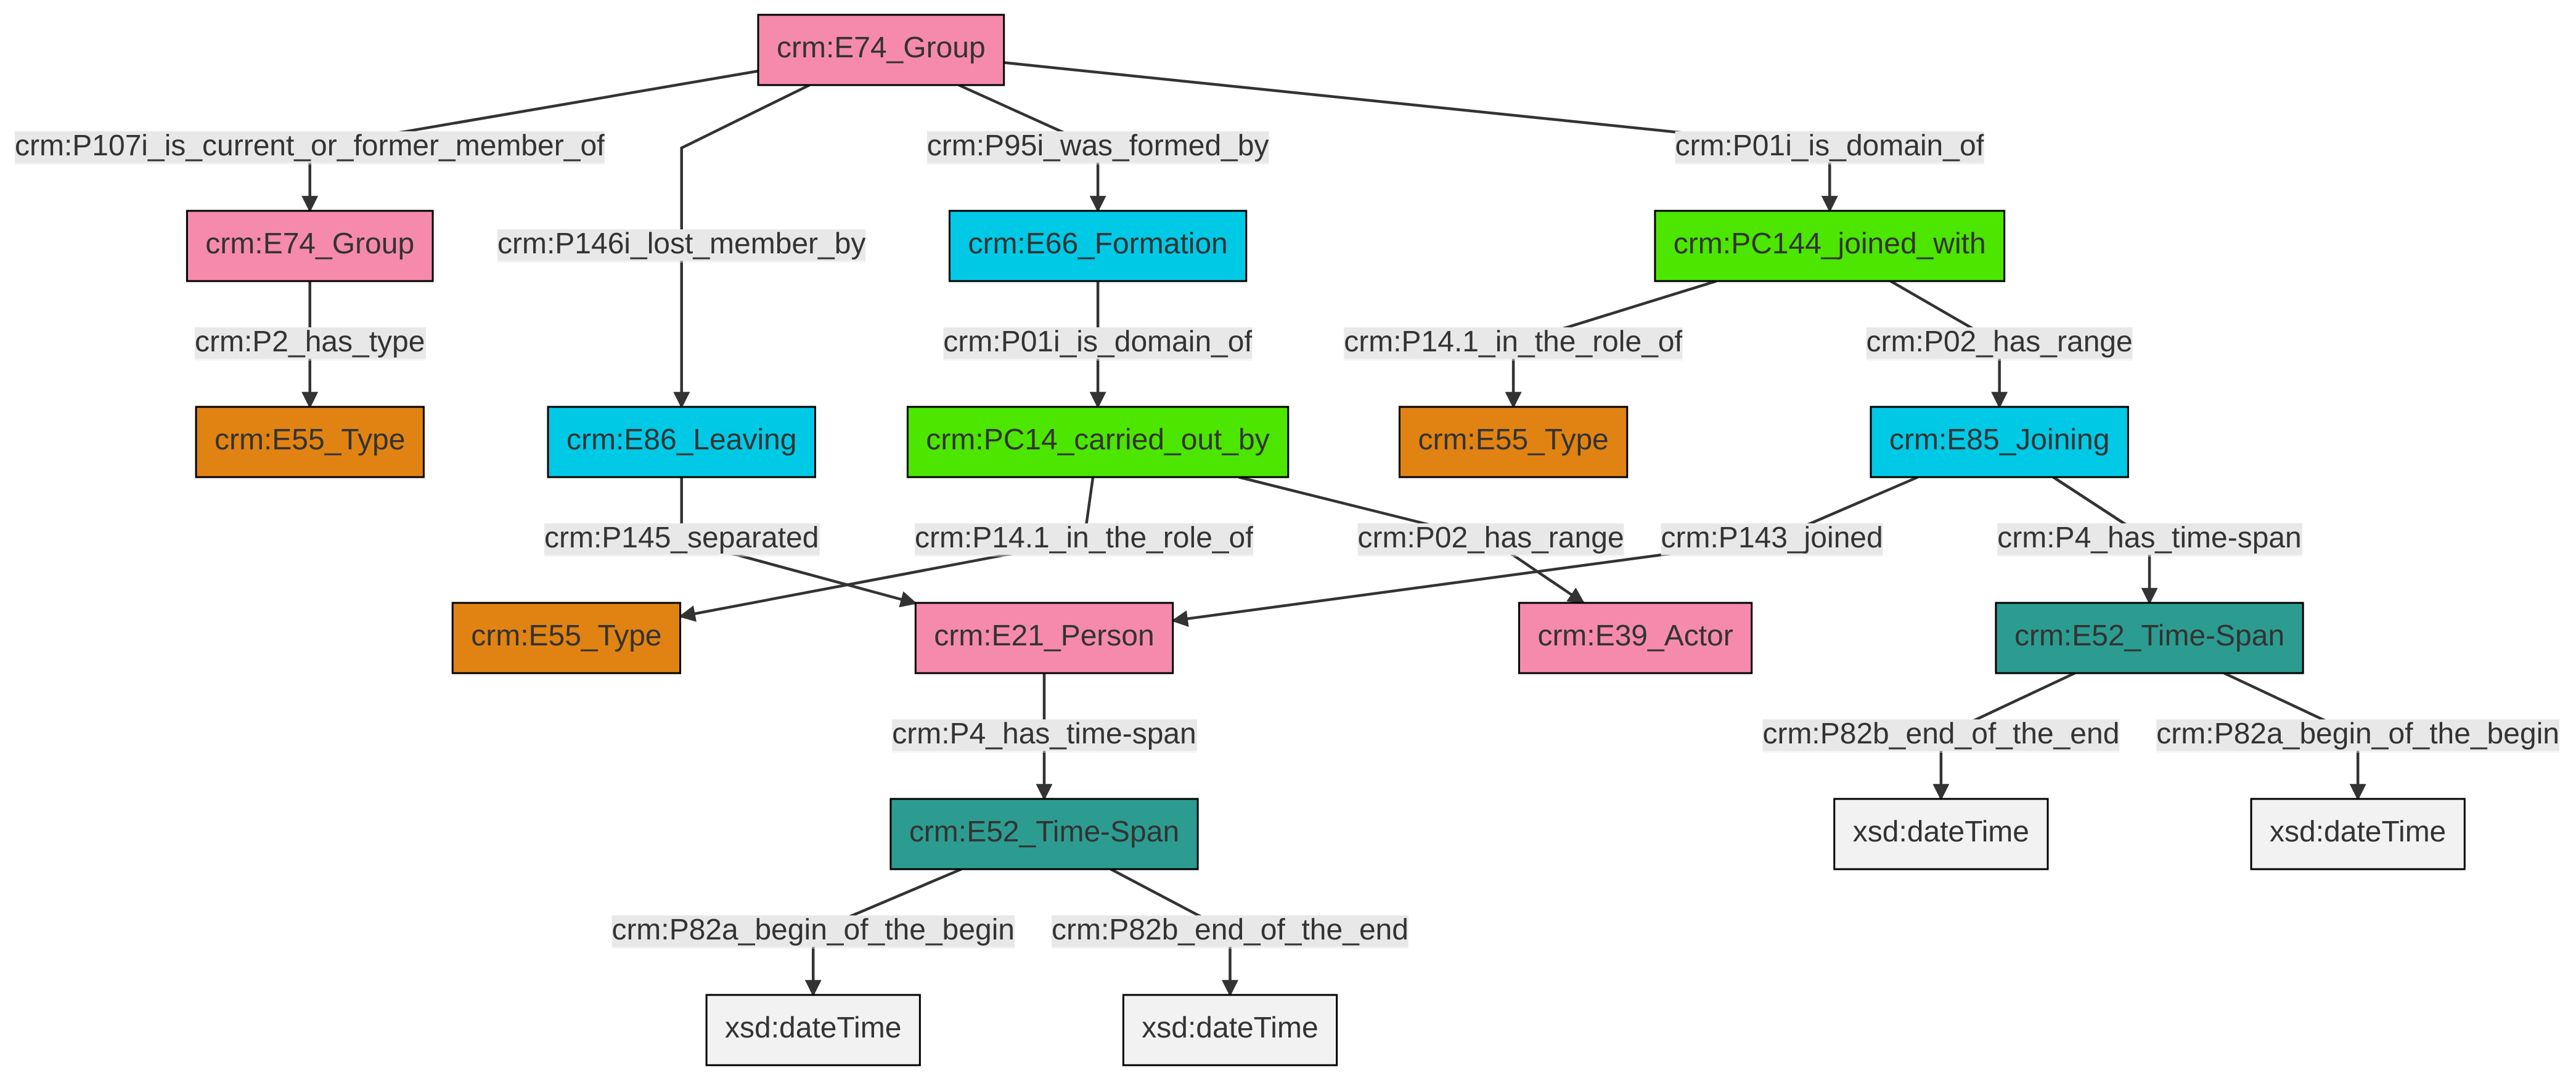 crm:E74_Group
crm:P107i_is_current_or_former_member_of
crm:P95i_was_formed_by
crm:P01i_is_domain_of
crm:E74_Group
crm:P146i_lost_member_by
crm:E66_Formation
crm:PC144_joined_with
crm:P2_has_type
crm:P01i_is_domain_of
crm:P14.1_in_the_role_of
crm:P02_has_range
crm:E55_Type
crm:E86_Leaving
crm:PC14_carried_out_by
crm:E55_Type
crm:E85_Joining
crm:P145_separated
crm:P14.1_in_the_role_of
crm:P02_has_range
crm:P143_joined
crm:P4_has_time-span
crm:E55_Type
crm:E21_Person
crm:E39_Actor
crm:E52_Time-Span
crm:P4_has_time-span
crm:P82b_end_of_the_end
crm:P82a_begin_of_the_begin
crm:E52_Time-Span
xsd:dateTime
xsd:dateTime
crm:P82a_begin_of_the_begin
crm:P82b_end_of_the_end
xsd:dateTime
xsd:dateTime